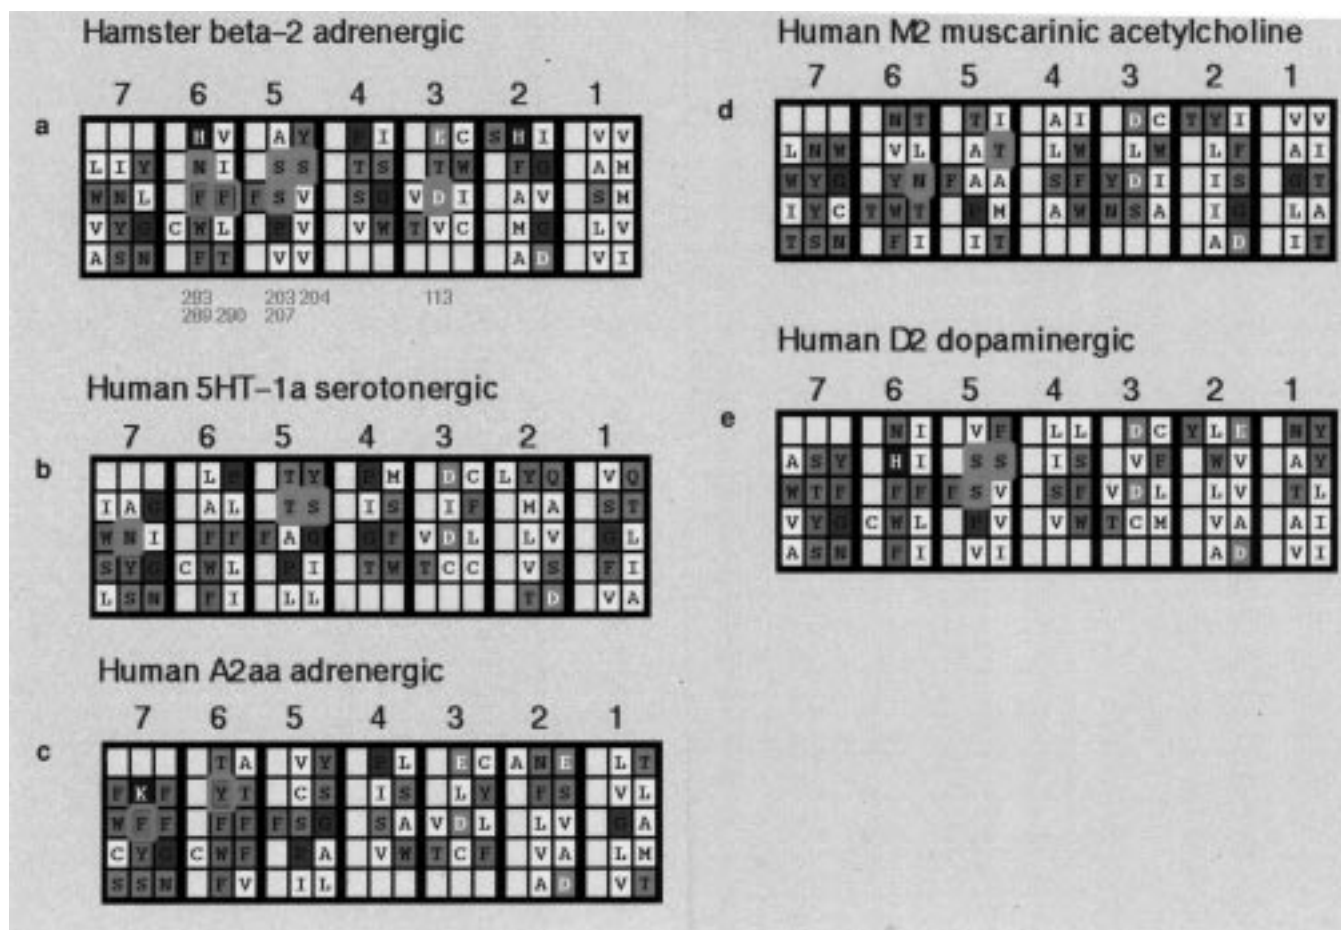 Hamster beta–2 adrenergic
7 6 5 4 3 2 1
a
H V A Y P I E C S H I V V
L I Y N I S S T S T W F G A M
W N L F F F S V S G V D I A V S M
V Y G C W L P V V W T V C M G L V
A S N F T V V A D V I
293 203 204 113
289 290 207
Human 5HT–1a serotonergic
7 6 5 4 3 2 1
b
L P T Y P M D C L Y Q V Q
I A G A L T S I S I F M A S T
W N I F F F A G G F V D L L V G L
S Y G C W L P I T W T C C V S F I
L S N F I L L T D V A
Human A2aa adrenergic
7 6 5 4 3 2 1
c
T A V Y P L E C A N E L T
F K F Y T C S I S L Y F S V L
W F F F F F S G S A V D L L V G A
C Y G C W F P A V W T C F V A L M
S S N F V I L A D V T
Human M2 muscarinic acetylcholine
7 6 5 4 3 2 1
d
N T T I A I D C T Y I V V
L N W V L A T L W L W L F A I
W Y G Y N F A A S F Y D I I S G T
I Y C T W T P M A W N S A I G L A
T S N F I I T A D I T
Human D2 dopaminergic
7 6 5 4 3 2 1
e
N I V F L L D C Y L E N Y
A S Y H I S S I S V F W V A Y
W T F F F F S V S F V D L L V T L
V Y G C W L P V V W T C M V A A I
A S N F I V I A D V I